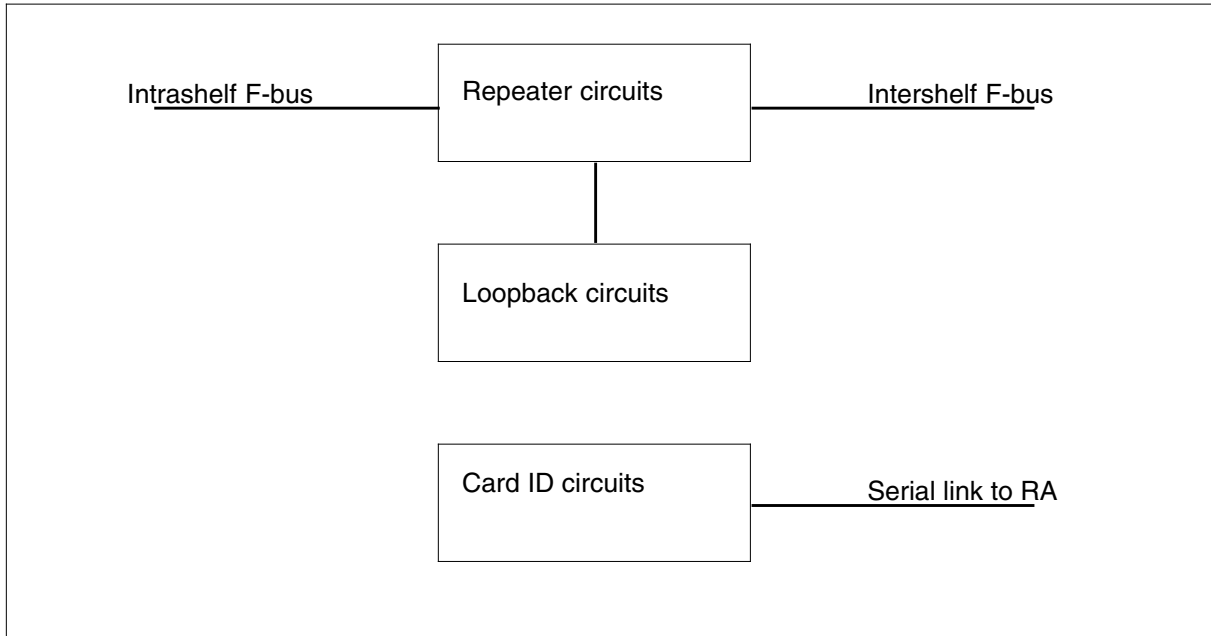 Intrashelf F-bus
Repeater circuits
Intershelf F-bus
Loopback circuits
Card ID circuits
Serial link to RA